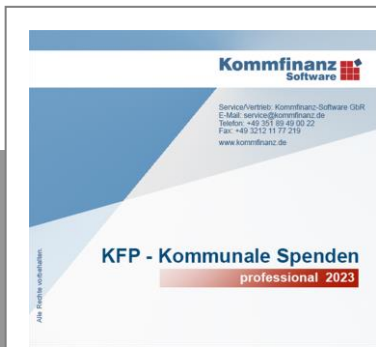 Kommfinanz
Software
Service/Vertrieb: Kommfinanz-Software GbR
E-Mail: service@kommfinanz.de
Telefon: +49 351 89 49 00 22
Fax: +49 3212 11 77 219
www.kommfinanz.de
KFP - Kommunale Spenden
professional 2023
Alle Rechte vorbehalten.